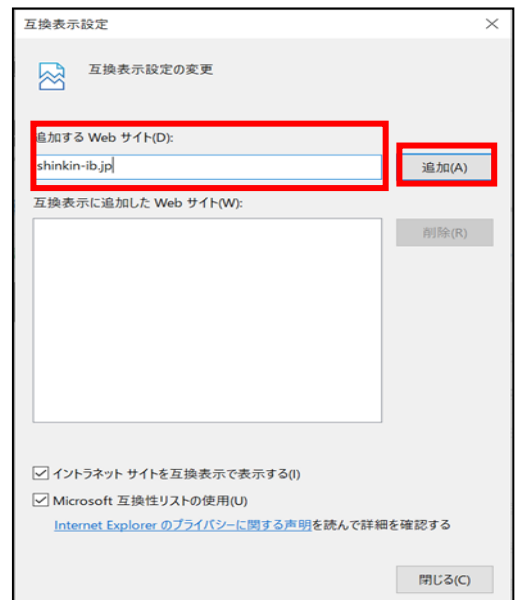 互換表示設定
互換表示設定の変更
追加する Web サイト(D):
shinkin-ib.jp
追加(A)
互換表示に追加した Web サイト(W):
削除(R)
イントラネット サイトを互換表示で表示する(I)
Microsoft 互換性リストの使用(U)
Internet Explorer のプライバシーに関する声明を読んで詳細を確認する
閉じる(C)